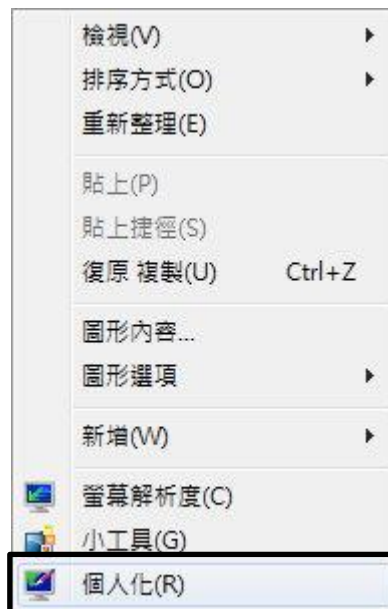 檢視(V)
排序方式(O)
重新整理(E)
貼上(P)
貼上捷徑(S)
復原 複製(U) Ctrl+Z
圖形內容...
圖形選項
新增(W)
螢幕解析度(C)
小工具(G)
個人化(R)